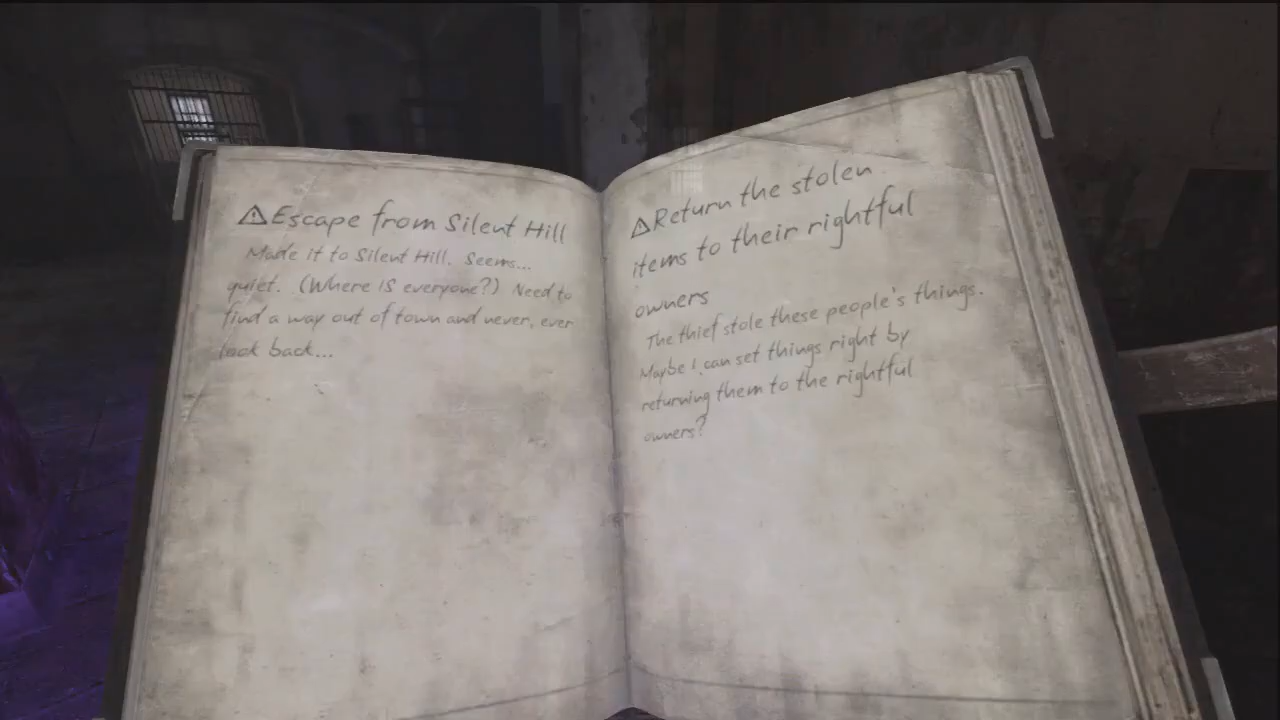 ⚠Escape from Silent Hill
Made it to Silent Hill. Seems...
quiet. (Where is everyone?) Need to
find a way out of town and never, ever
look back...
⚠Return the stolen
items to their rightful
owners
The thief stole these people's things.
Maybe I can set things right by
returning them to the rightful
owners?